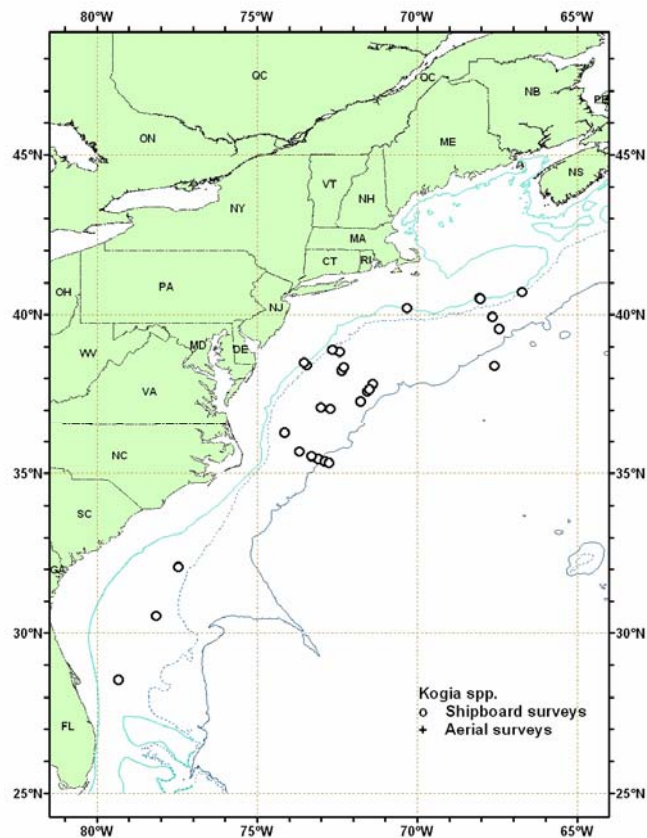 80°W 75°W 70°W 65°W
QC
QC
NB
PE
ON
ME
45°N 45°N
NS
VT
NH
NY
MA
CT RI
PA
OH
NJ
40°N 40°N
MD
WV
DE
VA
NC
35°N 35°N
SC
GA
30°N 30°N
Kogia spp.
Shipboard surveys
FL
+ Aerial surveys
25°N 25°N
80°W 75°W 70°W 65°W